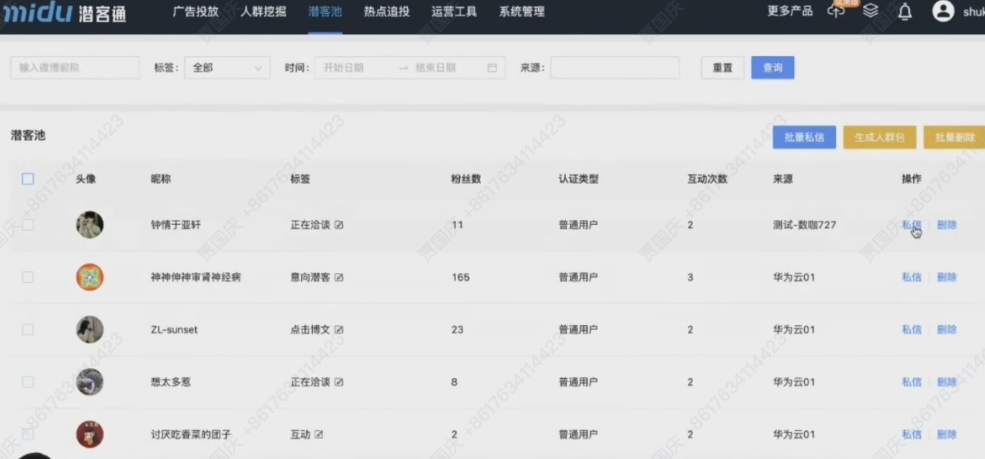 midu 潜客通 广告投放 人群挖掘 潜客池 热点追投 运营工具 系统管理 更多产品 shuk
输入微博昵称 标签： 全部 时间： 开始日期 → 结束日期 来源： 重置 查询
潜客池 批量私信 生成人群包 批量删除
头像 昵称 标签 粉丝数 认证类型 互动次数 来源 操作
钟情于亚轩 正在洽谈 11 普通用户 2 测试-数咖727 私信 删除
神神伸神审肾神经病 意向潜客 165 普通用户 3 华为云01 私信 删除
ZL-sunset 点击博文 23 普通用户 2 华为云01 私信 删除
想太多惹 正在洽谈 8 普通用户 2 华为云01 私信 删除
讨厌吃香菜的团子 互动 2 普通用户 2 华为云01 私信 删除
贾国庆 +8617634114423